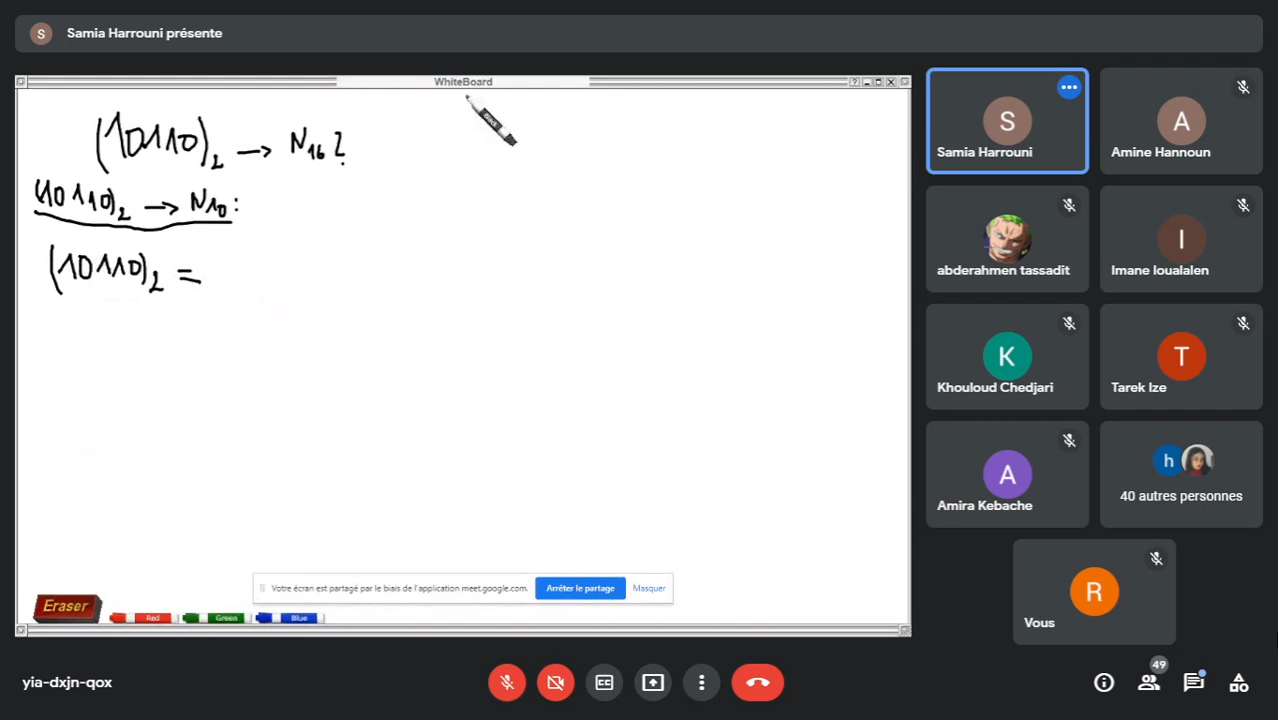 S
Samia Harrouni présente
WhiteBoard
(10110)₂ → N₁₆ ?
(10110)₂ → N₁₀ :
(10110)₂ =
Votre écran est partagé par le biais de l'application meet.google.com.
Arrêter le partage
Masquer
Eraser
Red
Green
Blue
S
Samia Harrouni
A
Amine Hannoun
abderahmen tassadit
I
Imane loualalen
K
Khouloud Chedjari
T
Tarek Ize
A
Amira Kebache
h
40 autres personnes
R
Vous
yia-dxjn-qox
CC
49